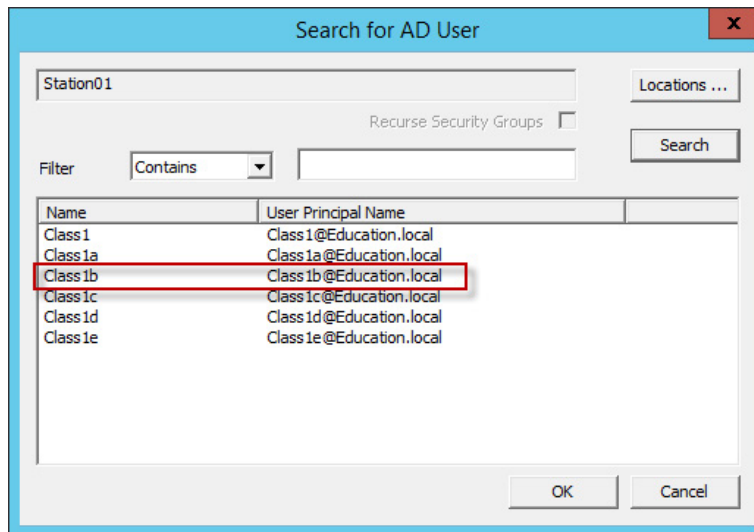 Search for AD User
x
Station01
Locations ...
Recurse Security Groups
Search
Filter Contains
Name User Principal Name
Class1 Class1@Education.local
Class1a Class1a@Education.local
Class1b Class1b@Education.local
Class1c Class1c@Education.local
Class1d Class1d@Education.local
Class1e Class1e@Education.local
OK Cancel